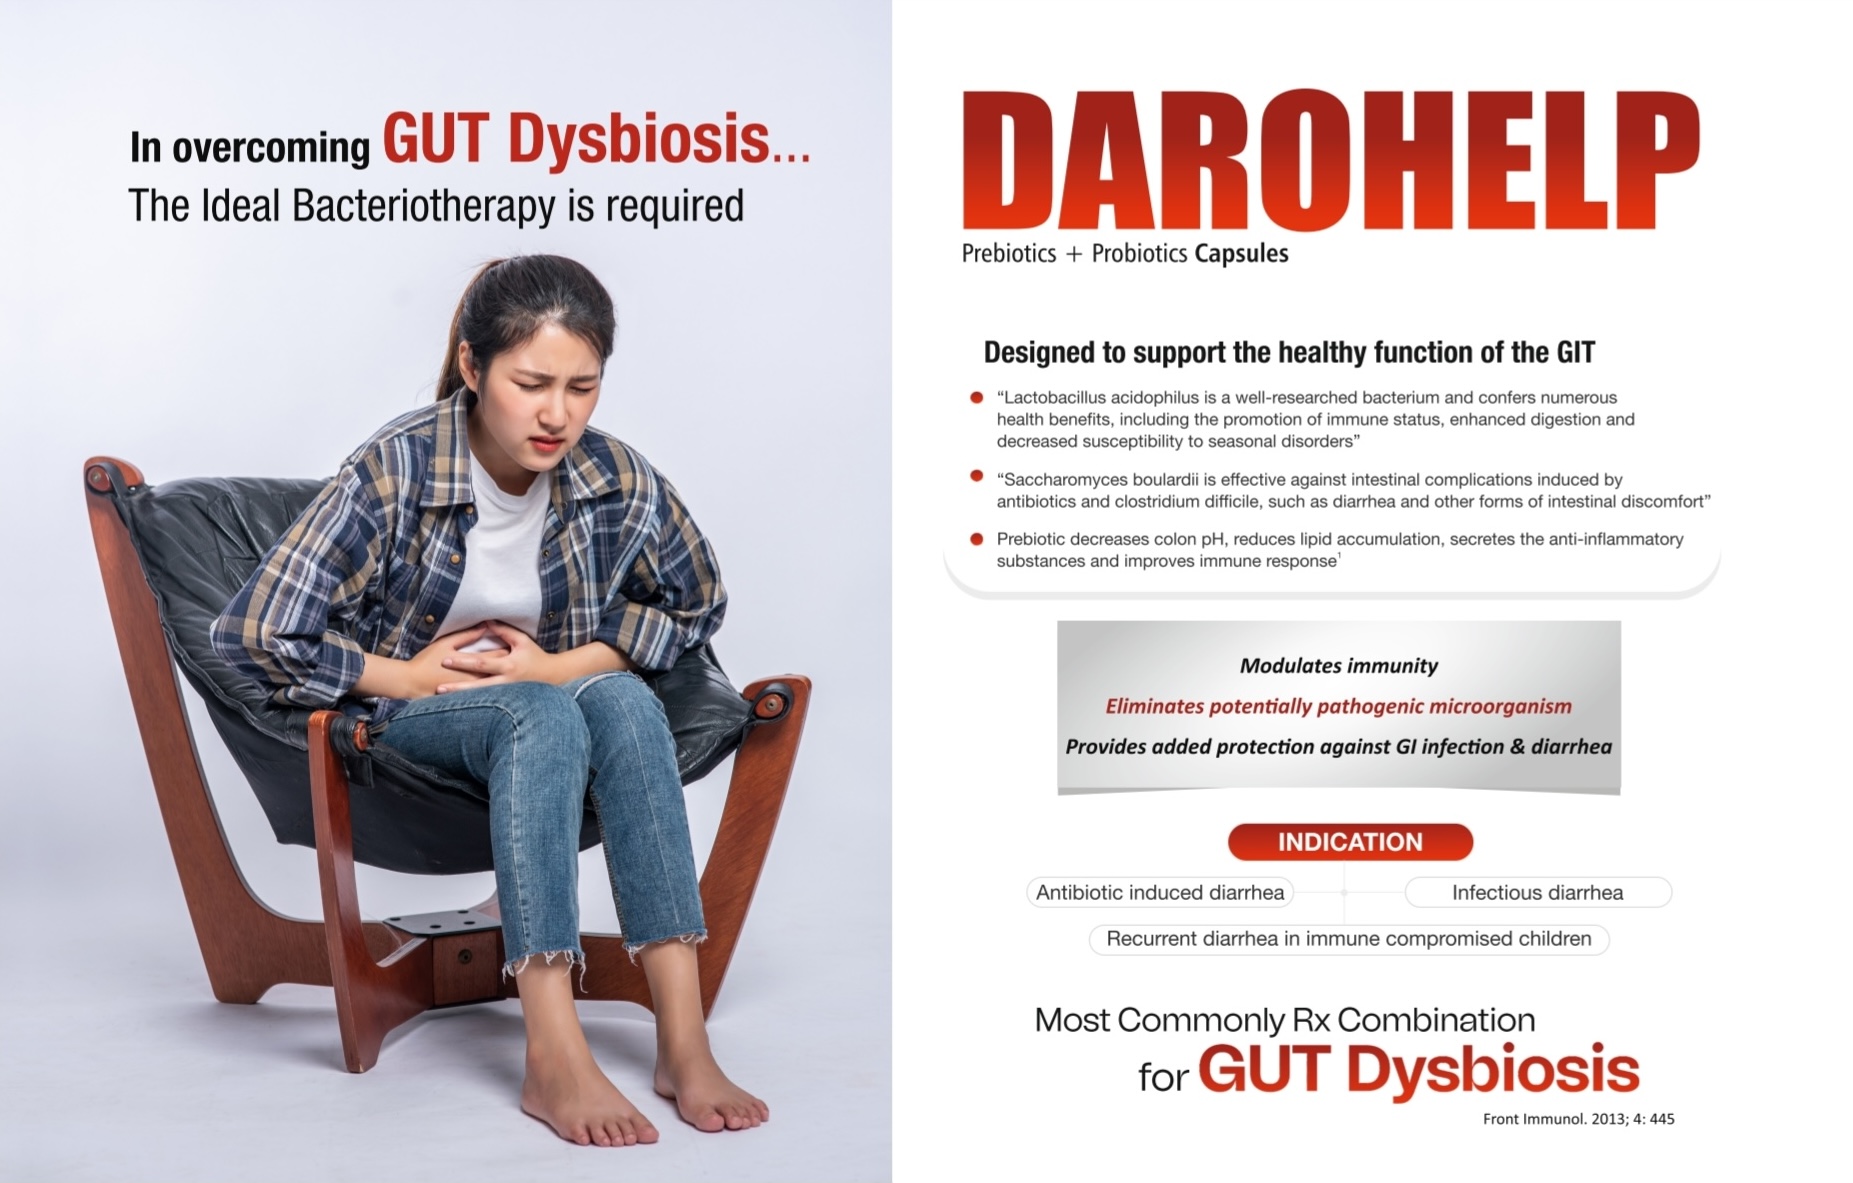 In overcoming GUT Dysbiosis...
The Ideal Bacteriotherapy is required
DAROHELP
Prebiotics + Probiotics Capsules
Designed to support the healthy function of the GIT
“Lactobacillus acidophilus is a well-researched bacterium and confers numerous
health benefits, including the promotion of immune status, enhanced digestion and
decreased susceptibility to seasonal disorders”
“Saccharomyces boulardii is effective against intestinal complications induced by
antibiotics and clostridium difficile, such as diarrhea and other forms of intestinal discomfort”
Prebiotic decreases colon pH, reduces lipid accumulation, secretes the anti-inflammatory
substances and improves immune response¹
Modulates immunity
Eliminates potentially pathogenic microorganism
Provides added protection against GI infection & diarrhea
INDICATION
Antibiotic induced diarrhea
Infectious diarrhea
Recurrent diarrhea in immune compromised children
Most Commonly Rx Combination
for GUT Dysbiosis
Front Immunol. 2013; 4: 445